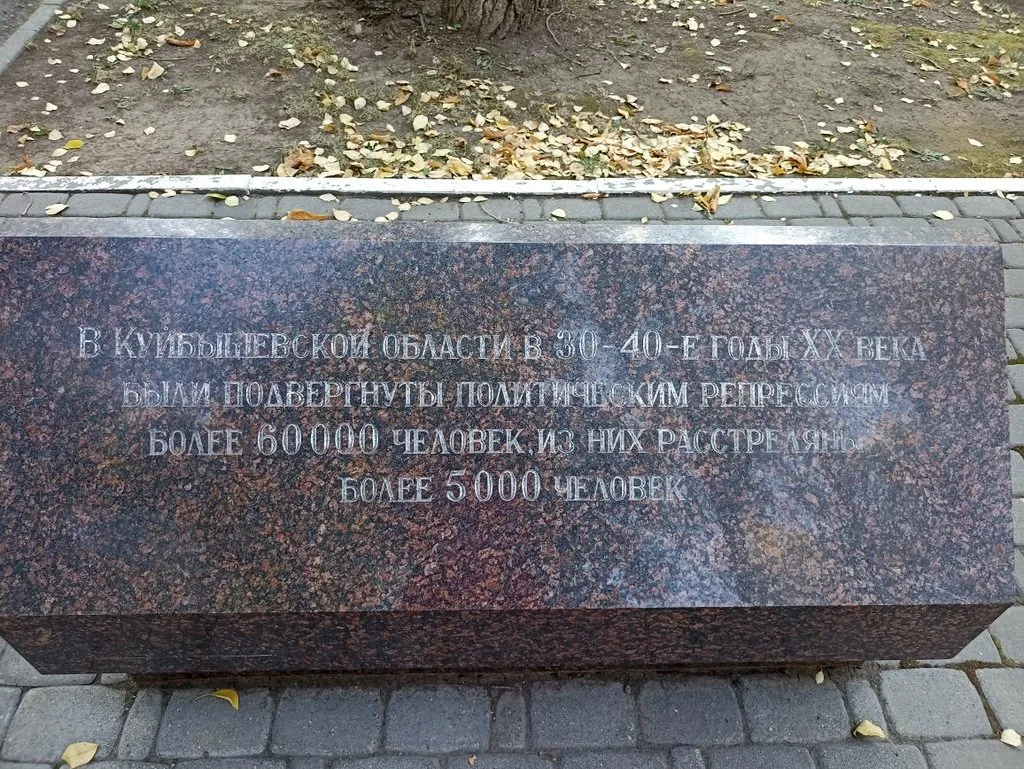 В КУЙБЫШЕВСКОЙ ОБЛАСТИ В 30-40-Е ГОДЫ XX ВЕКА
БЫЛИ ПОДВЕРГНУТЫ ПОЛИТИЧЕСКИМ РЕПРЕССИЯМ
БОЛЕЕ 60000 ЧЕЛОВЕК, ИЗ НИХ РАССТРЕЛЯНЫ
БОЛЕЕ 5000 ЧЕЛОВЕК